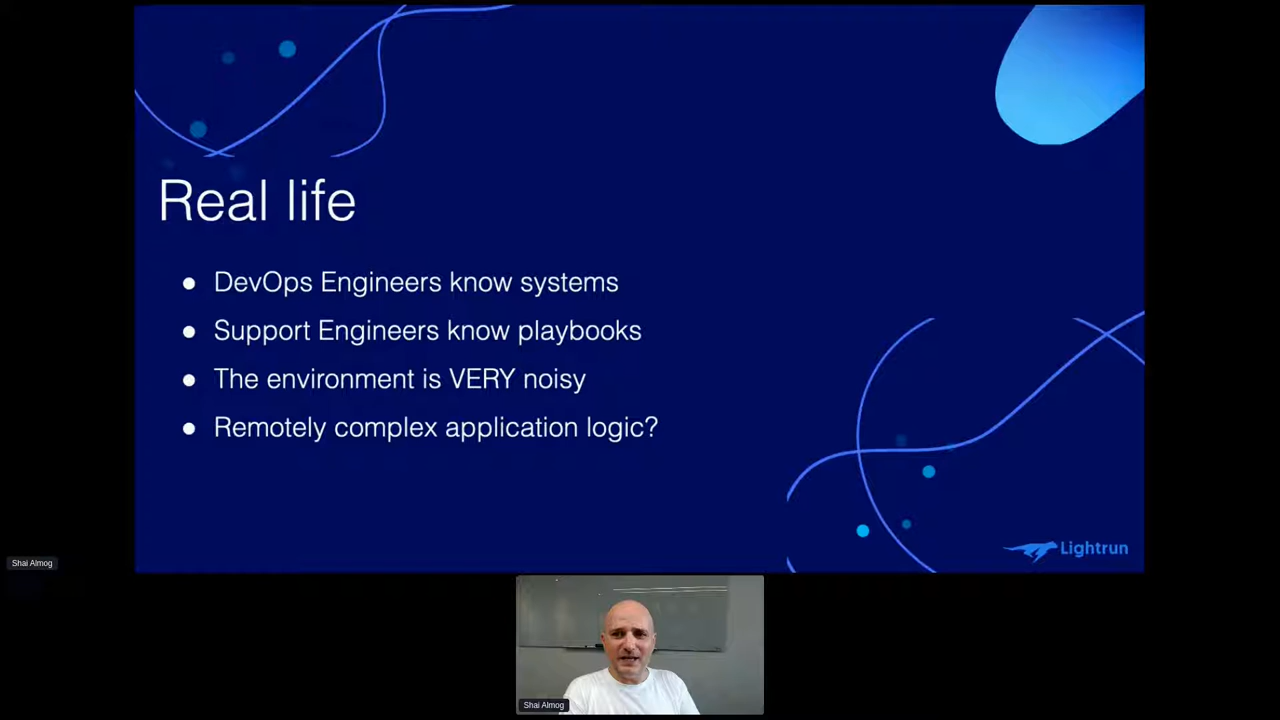 Real life
● DevOps Engineers know systems
● Support Engineers know playbooks
● The environment is VERY noisy
● Remotely complex application logic?
Lightrun
Shai Almog
Shai Almog